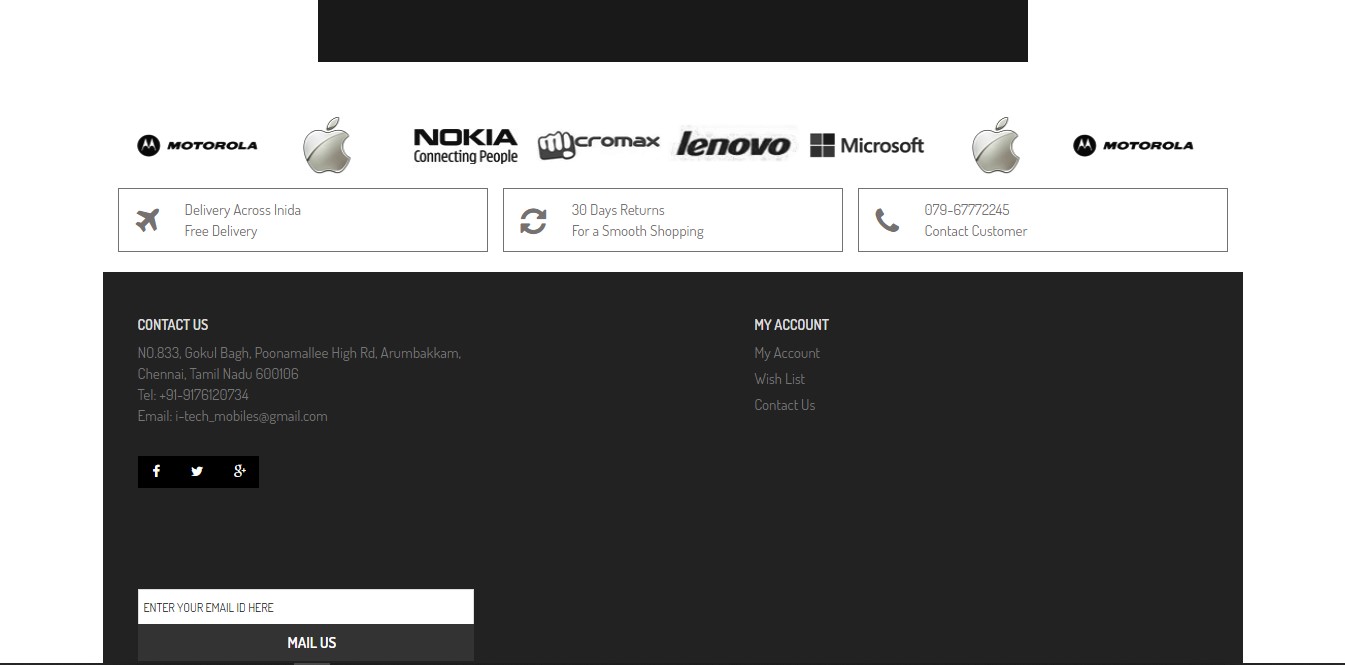 MOTOROLA
NOKIA
Connecting People
micromax
lenovo
Microsoft
MOTOROLA
Delivery Across Inida
Free Delivery
30 Days Returns
For a Smooth Shopping
079-67772245
Contact Customer
CONTACT US
NO.833, Gokul Bagh, Poonamallee High Rd, Arumbakkam,
Chennai, Tamil Nadu 600106
Tel: +91-9176120734
Email: i-tech_mobiles@gmail.com
MY ACCOUNT
My Account
Wish List
Contact Us
ENTER YOUR EMAIL ID HERE
MAIL US